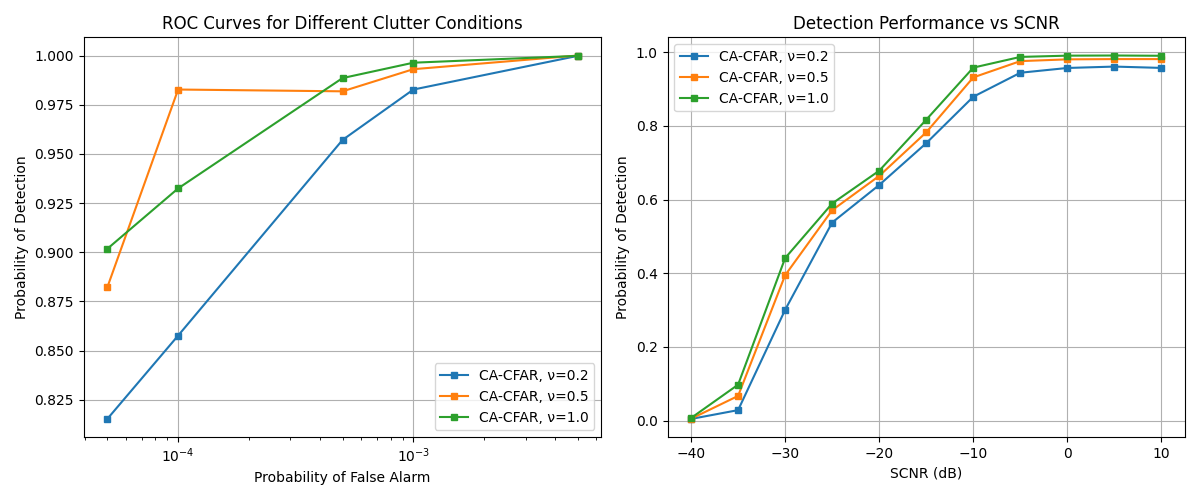 ROC Curves for Different Clutter Conditions
1.000
0.975
0.950
0.925
0.900
0.875
0.850
0.825
Probability of Detection
10⁻⁴
10⁻³
Probability of False Alarm
CA-CFAR, ν=0.2
CA-CFAR, ν=0.5
CA-CFAR, ν=1.0
Detection Performance vs SCNR
1.0
0.8
0.6
0.4
0.2
0.0
Probability of Detection
−40
−30
−20
−10
0
10
SCNR (dB)
CA-CFAR, ν=0.2
CA-CFAR, ν=0.5
CA-CFAR, ν=1.0